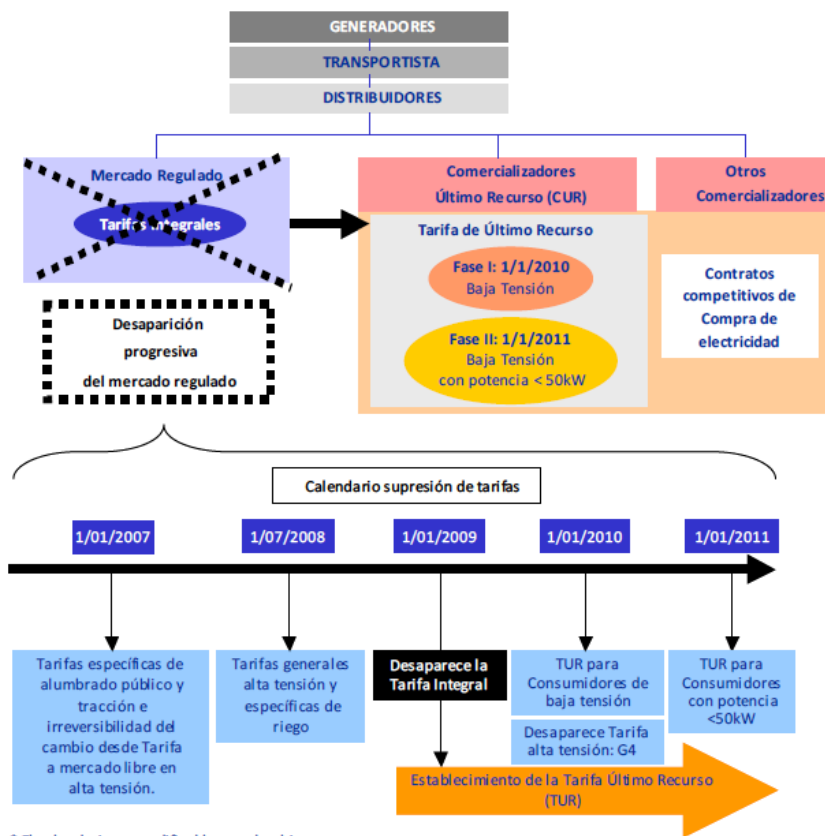 GENERADORES
TRANSPORTISTA
DISTRIBUIDORES
Mercado Regulado
Tarifas Integrales
Comercializadores
Último Recurso (CUR)
Otros
Comercializadores
Tarifa de Último Recurso
Fase I: 1/1/2010
Baja Tensión
Fase II: 1/1/2011
Baja Tensión
con potencia < 50kW
Contratos
competitivos de
Compra de
electricidad
Desaparición
progresiva
del mercado regulado
Calendario supresión de tarifas
1/01/2007
1/07/2008
1/01/2009
1/01/2010
1/01/2011
Tarifas específicas de
alumbrado público y
tracción e
irreversibilidad del
cambio desde Tarifa
a mercado libre en
alta tensión.
Tarifas generales
alta tensión y
específicas de
riego
Desaparece la
Tarifa Integral
TUR para
Consumidores de
baja tensión
Desaparece Tarifa
alta tensión: G4
TUR para
Consumidores
con potencia
<50kW
Establecimiento de la Tarifa Último Recurso
(TUR)